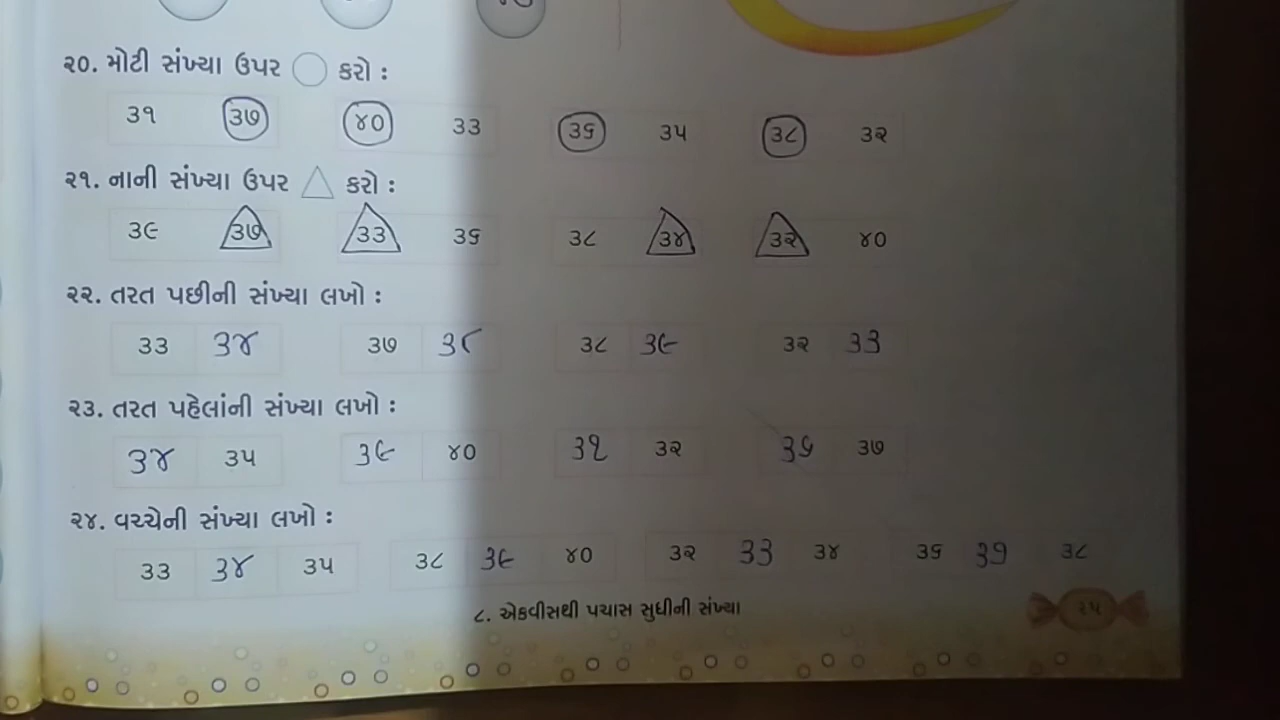 ૨૦. મોટી સંખ્યા ઉપર ◯ કરો :
૩૧ ૩૭ ૪૦ ૩૩ ૩૬ ૩૫ ૩૮ ૩૨
૨૧. નાની સંખ્યા ઉપર △ કરો :
૩૯ ૩૭ ૩૩ ૩૬ ૩૮ ૩૪ ૩૨ ૪૦
૨૨. તરત પછીની સંખ્યા લખો :
૩૩ ૩૪ ૩૭ ૩૮ ૩૮ ૩૯ ૩૨ ૩૩
૨૩. તરત પહેલાંની સંખ્યા લખો :
૩૪ ૩૫ ૩૯ ૪૦ ૩૧ ૩૨ ૩૬ ૩૭
૨૪. વચ્ચેની સંખ્યા લખો :
૩૩ ૩૪ ૩૫ ૩૮ ૩૯ ૪૦ ૩૨ ૩૩ ૩૪ ૩૬ ૩૭ ૩૮
૮. એકવીસથી પચાસ સુધીની સંખ્યા